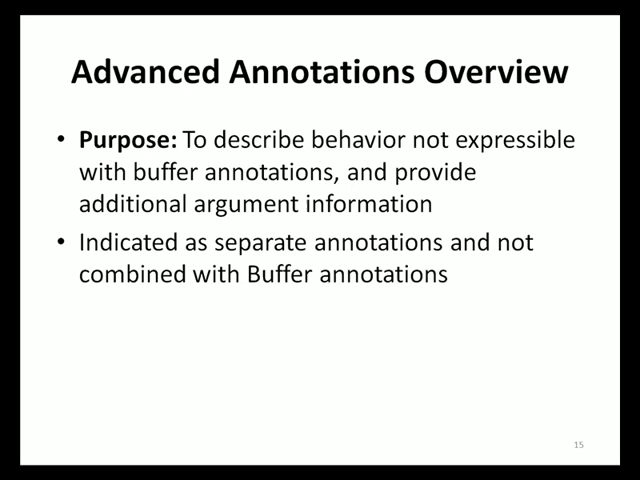 Advanced Annotations Overview
• Purpose: To describe behavior not expressible
with buffer annotations, and provide
additional argument information
• Indicated as separate annotations and not
combined with Buffer annotations
15